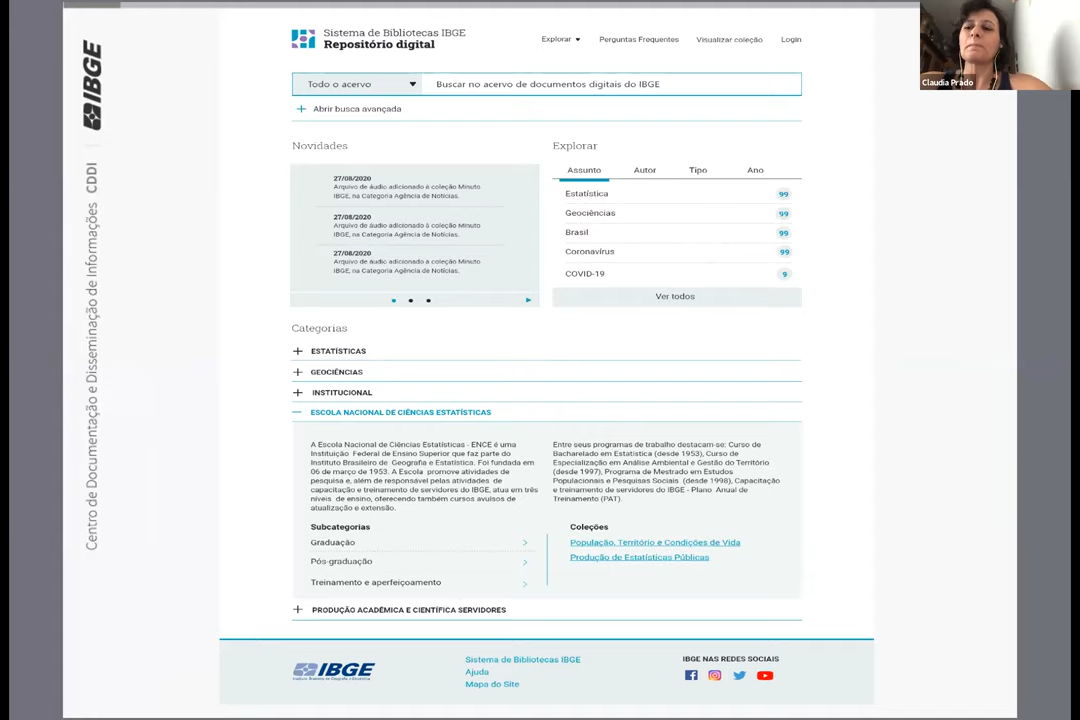 IBGE
Centro de Documentação e Disseminação de Informações | CDDI
Sistema de Bibliotecas IBGE
Repositório digital
Explorar
Perguntas Frequentes
Visualizar coleção
Login
Claudia Prado
Todo o acervo
Buscar no acervo de documentos digitais do IBGE
+ Abrir busca avançada
Novidades
27/08/2020
Arquivo de áudio adicionado à coleção Minuto
IBGE, na Categoria Agência de Notícias.
27/08/2020
Arquivo de áudio adicionado à coleção Minuto
IBGE, na Categoria Agência de Notícias.
27/08/2020
Arquivo de áudio adicionado à coleção Minuto
IBGE, na Categoria Agência de Notícias.
Explorar
Assunto
Autor
Tipo
Ano
Estatística 99
Geociências 99
Brasil 99
Coronavírus 99
COVID-19 9
Ver todos
Categorias
+ ESTATÍSTICAS
+ GEOCIÊNCIAS
+ INSTITUCIONAL
— ESCOLA NACIONAL DE CIÊNCIAS ESTATÍSTICAS
A Escola Nacional de Ciências Estatísticas - ENCE é uma
Instituição Federal de Ensino Superior que faz parte do
Instituto Brasileiro de Geografia e Estatística. Foi fundada em
06 de março de 1953. A Escola promove atividades de
pesquisa e, além de responsável pelas atividades de
capacitação e treinamento de servidores do IBGE, atua em três
níveis de ensino, oferecendo também cursos avulsos de
atualização e extensão.
Entre seus programas de trabalho destacam-se: Curso de
Bacharelado em Estatística (desde 1953), Curso de
Especialização em Análise Ambiental e Gestão do Território
(desde 1997), Programa de Mestrado em Estudos
Populacionais e Pesquisas Sociais (desde 1998), Capacitação
e treinamento de servidores do IBGE - Plano Anual de
Treinamento (PAT).
Subcategorias
Graduação
Pós-graduação
Treinamento e aperfeiçoamento
Coleções
População, Território e Condições de Vida
Produção de Estatísticas Públicas
+ PRODUÇÃO ACADÊMICA E CIENTÍFICA SERVIDORES
IBGE
Instituto Brasileiro de Geografia e Estatística
Sistema de Bibliotecas IBGE
Ajuda
Mapa do Site
IBGE NAS REDES SOCIAIS